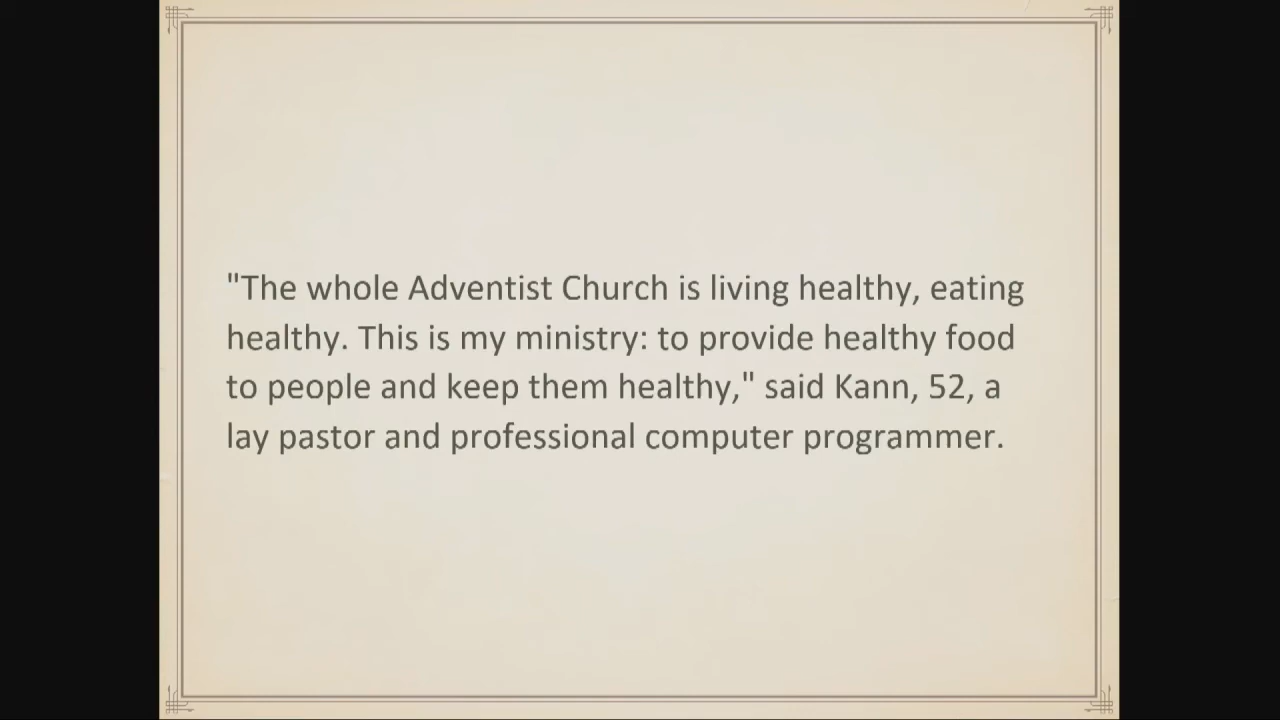 "The whole Adventist Church is living healthy, eating
healthy. This is my ministry: to provide healthy food
to people and keep them healthy," said Kann, 52, a
lay pastor and professional computer programmer.